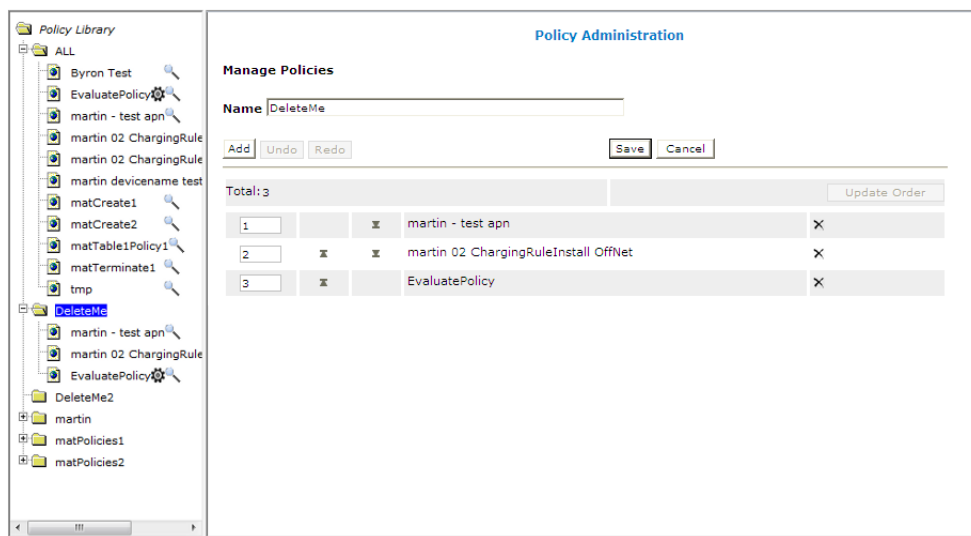 Policy Library
ALL
Byron Test
EvaluatePolicy
martin - test apn
martin 02 ChargingRule
martin 02 ChargingRule
martin devicename test
matCreate1
matCreate2
matTable1Policy1
matTerminate1
tmp
DeleteMe
martin - test apn
martin 02 ChargingRule
EvaluatePolicy
DeleteMe2
martin
matPolicies1
matPolicies2
Policy Administration
Manage Policies
Name DeleteMe
Add Undo Redo Save Cancel
Total: 3 Update Order
1 martin - test apn
2 martin 02 ChargingRuleInstall OffNet
3 EvaluatePolicy